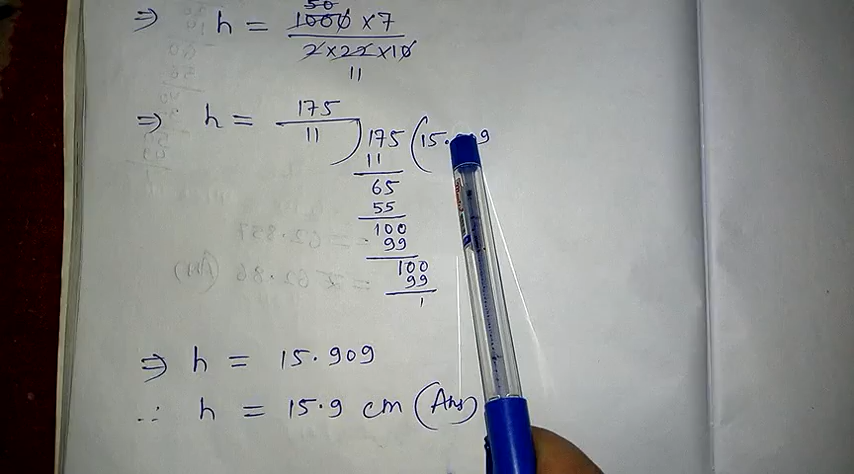 50
⇒ h = 1000 × 7
2 × 22 × 10
11
⇒ h = 175
11 ) 175 ( 15.909
11
65
55
100
99
100
99
1
⇒ h = 15.909
∴ h = 15.9 cm (Ans)